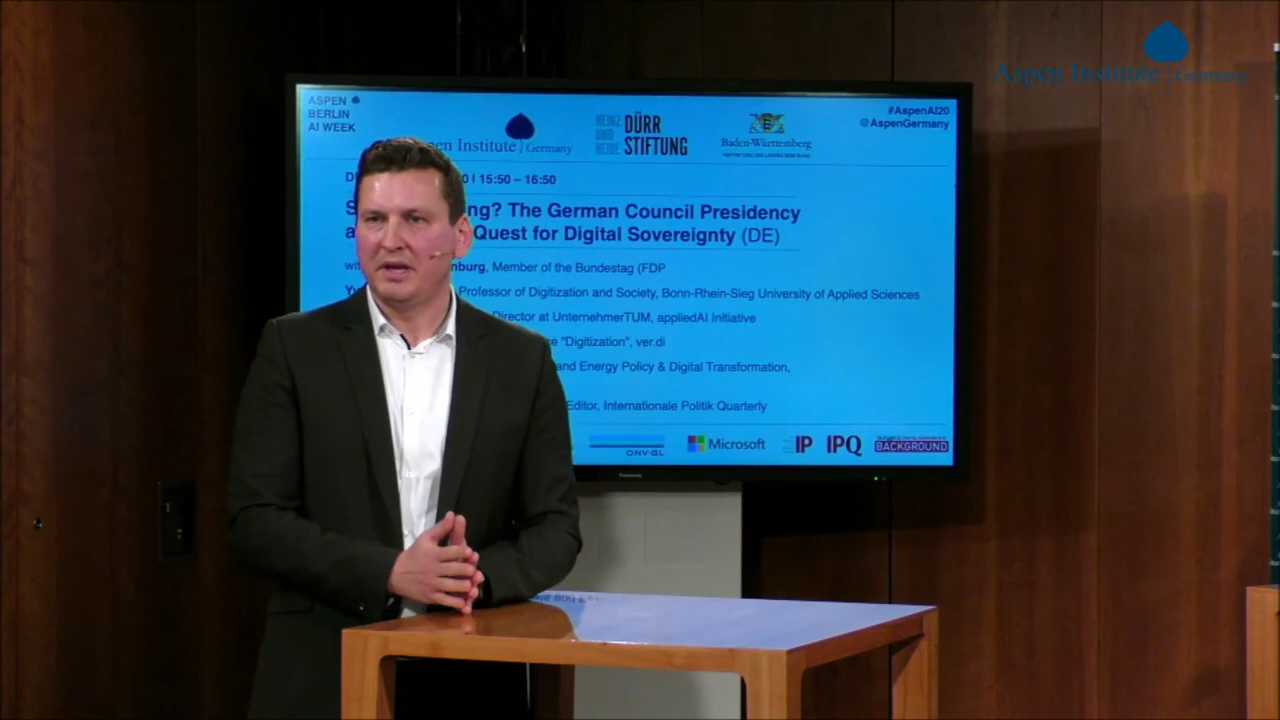 Aspen Institute | Germany
ASPEN
BERLIN
AI WEEK
#AspenAI20
@AspenGermany
pen Institute | Germany
HEINZ
UND
HEIDE
DÜRR
STIFTUNG
Baden-Württemberg
0 | 15:50 – 16:50
ng? The German Council Presidency
Quest for Digital Sovereignty (DE)
nburg, Member of the Bundestag (FDP
Professor of Digitization and Society, Bonn-Rhein-Sieg University of Applied Sciences
Director at UnternehmerTUM, appliedAI Initiative
ce "Digitization", ver.di
and Energy Policy & Digital Transformation,
Editor, Internationale Politik Quarterly
DNV·GL
Microsoft
IP
IPQ
BACKGROUND
Panasonic